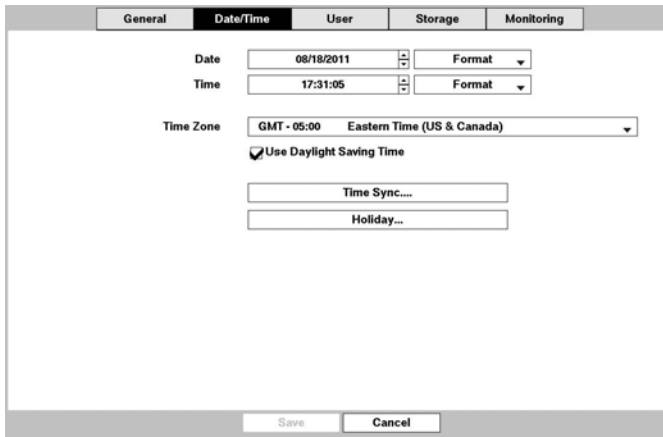 General Date/Time User Storage Monitoring
Date 08/18/2011 Format
Time 17:31:05 Format
Time Zone GMT - 05:00 Eastern Time (US & Canada)
Use Daylight Saving Time
Time Sync....
Holiday...
Save Cancel